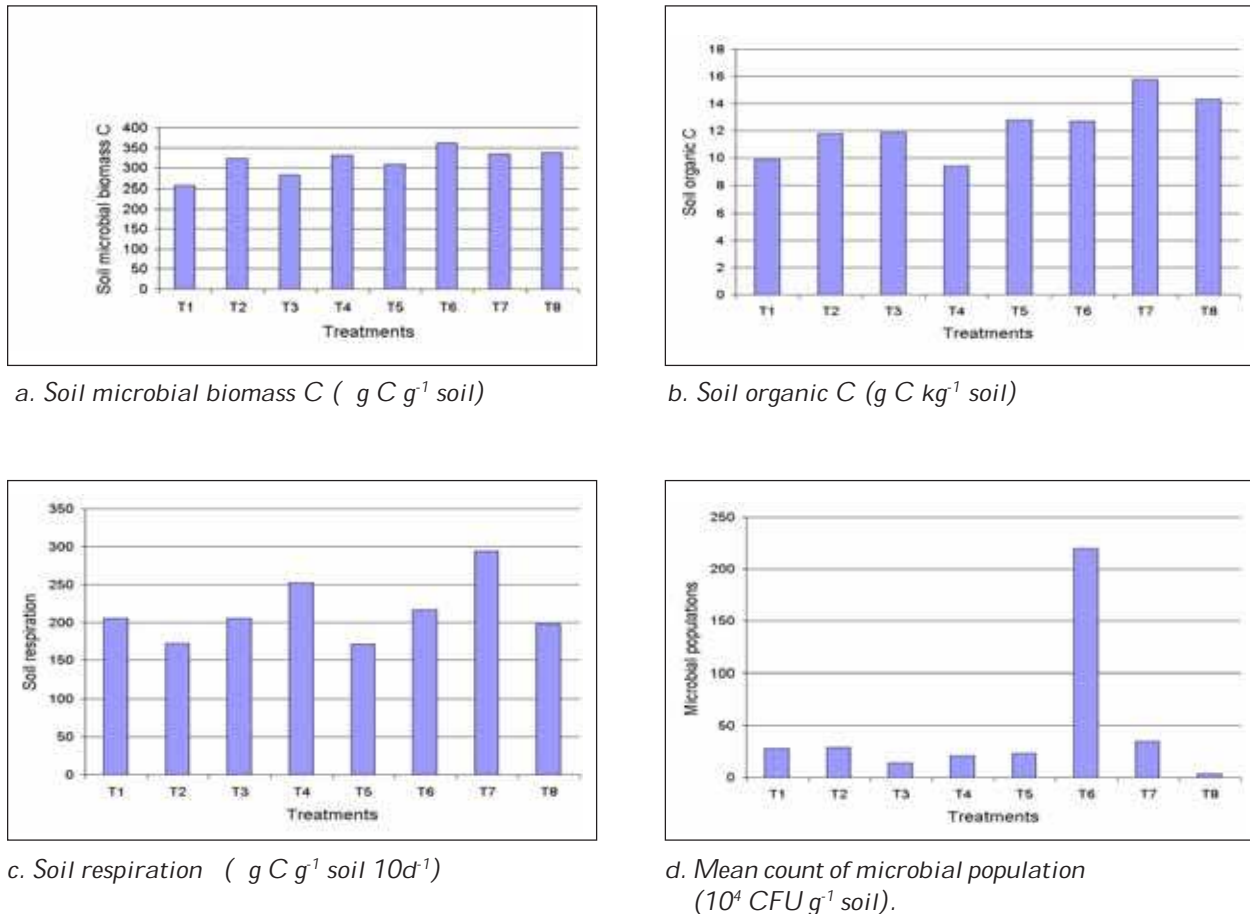 400
350
300
250
200
150
100
50
0
Soil microbial biomass C
T1 T2 T3 T4 T5 T6 T7 T8
Treatments
a. Soil microbial biomass C ( g C g⁻¹ soil)
18
16
14
12
10
8
6
4
2
0
Soil organic C
T1 T2 T3 T4 T5 T6 T7 T8
Treatments
b. Soil organic C (g C kg⁻¹ soil)
350
300
250
200
150
100
50
0
Soil respiration
T1 T2 T3 T4 T5 T6 T7 T8
Treatments
c. Soil respiration ( g C g⁻¹ soil 10d⁻¹)
250
200
150
100
50
0
Microbial populations
T1 T2 T3 T4 T5 T6 T7 T8
Treatments
d. Mean count of microbial population
(10⁴ CFU g⁻¹ soil).